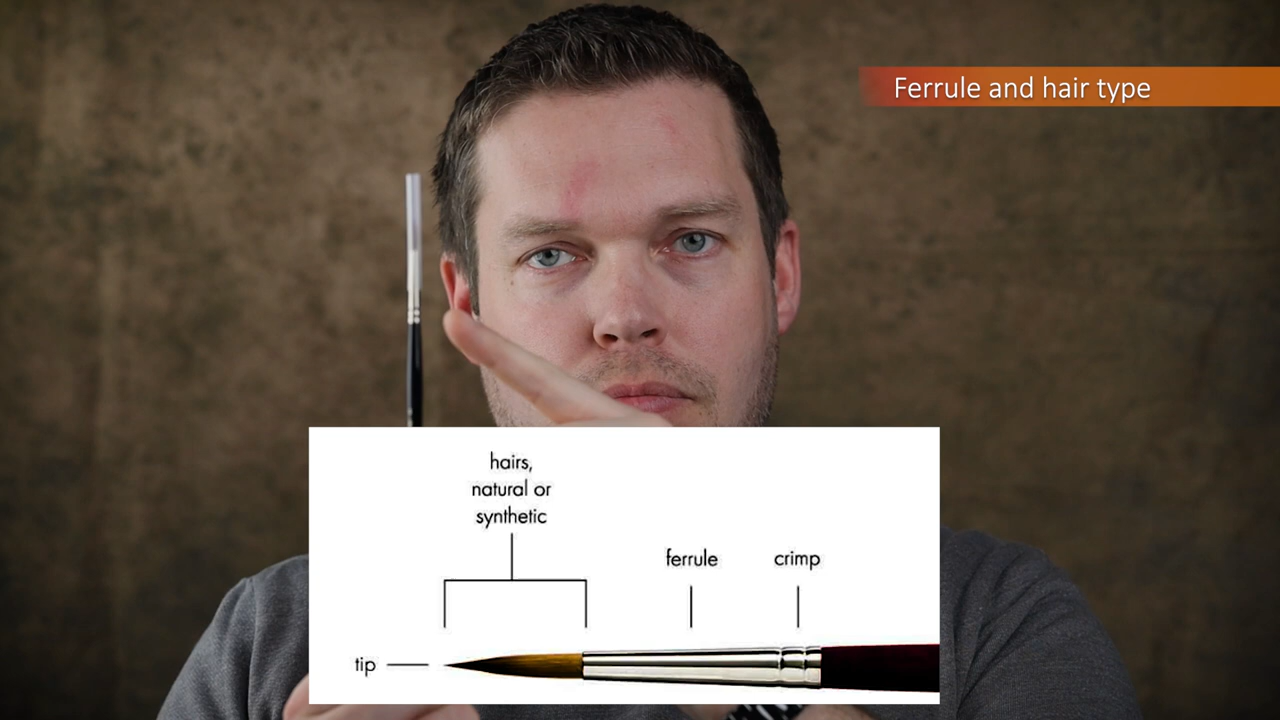 Ferrule and hair type
hairs,
natural or
synthetic
ferrule
crimp
tip